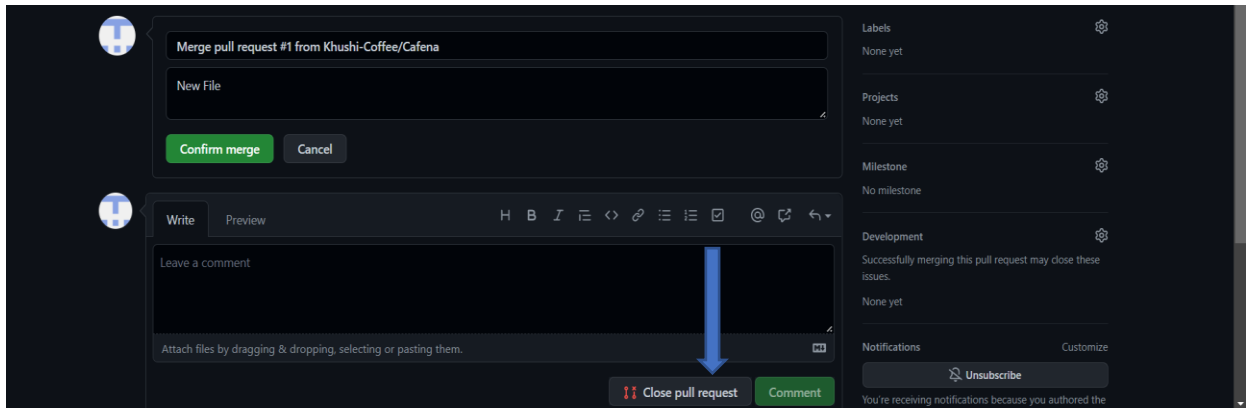 Merge pull request #1 from Khushi-Coffee/Cafena
New File
Confirm merge
Cancel
Write
Preview
Leave a comment
Attach files by dragging & dropping, selecting or pasting them.
Close pull request
Comment
Labels
None yet
Projects
None yet
Milestone
No milestone
Development
Successfully merging this pull request may close these
issues.
None yet
Notifications
Customize
Unsubscribe
You're receiving notifications because you authored the